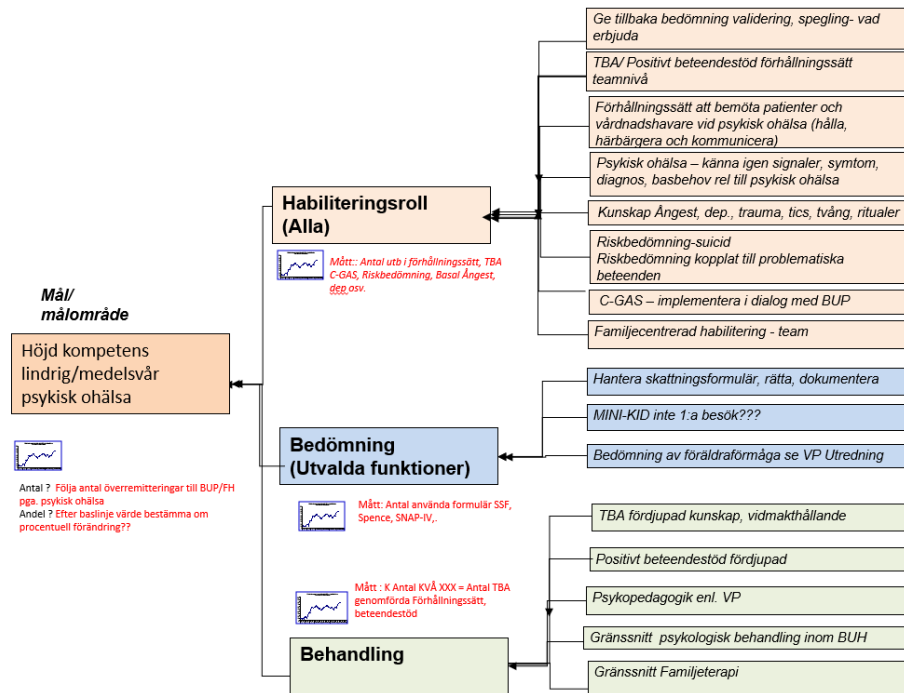 Mål/
målområde
Höjd kompetens
lindrig/medelsvår
psykisk ohälsa
Antal ? Följa antal överremitteringar till BUP/FH
pga. psykisk ohälsa
Andel ? Efter baslinje värde bestämma om
procentuell förändring??
Habiliteringsroll
(Alla)
Mått:: Antal utb i förhållningssätt, TBA
C-GAS, Riskbedömning, Basal Ångest,
dep osv.
Bedömning
(Utvalda funktioner)
Mått: Antal använda formulär SSF,
Spence, SNAP-IV,.
Mått : K Antal KVÅ XXX = Antal TBA
genomförda Förhållningssätt,
beteendestöd
Behandling
Ge tillbaka bedömning validering, spegling- vad
erbjuda
TBA/ Positivt beteendestöd förhållningssätt
teamnivå
Förhållningssätt att bemöta patienter och
vårdnadshavare vid psykisk ohälsa (hålla,
härbärgera och kommunicera)
Psykisk ohälsa – känna igen signaler, symtom,
diagnos, basbehov rel till psykisk ohälsa
Kunskap Ångest, dep., trauma, tics, tvång, ritualer
Riskbedömning-suicid
Riskbedömning kopplat till problematiska
beteenden
C-GAS – implementera i dialog med BUP
Familjecentrerad habilitering - team
Hantera skattningsformulär, rätta, dokumentera
MINI-KID inte 1:a besök???
Bedömning av föräldraförmåga se VP Utredning
TBA fördjupad kunskap, vidmakthållande
Positivt beteendestöd fördjupad
Psykopedagogik enl. VP
Gränssnitt psykologisk behandling inom BUH
Gränssnitt Familjeterapi